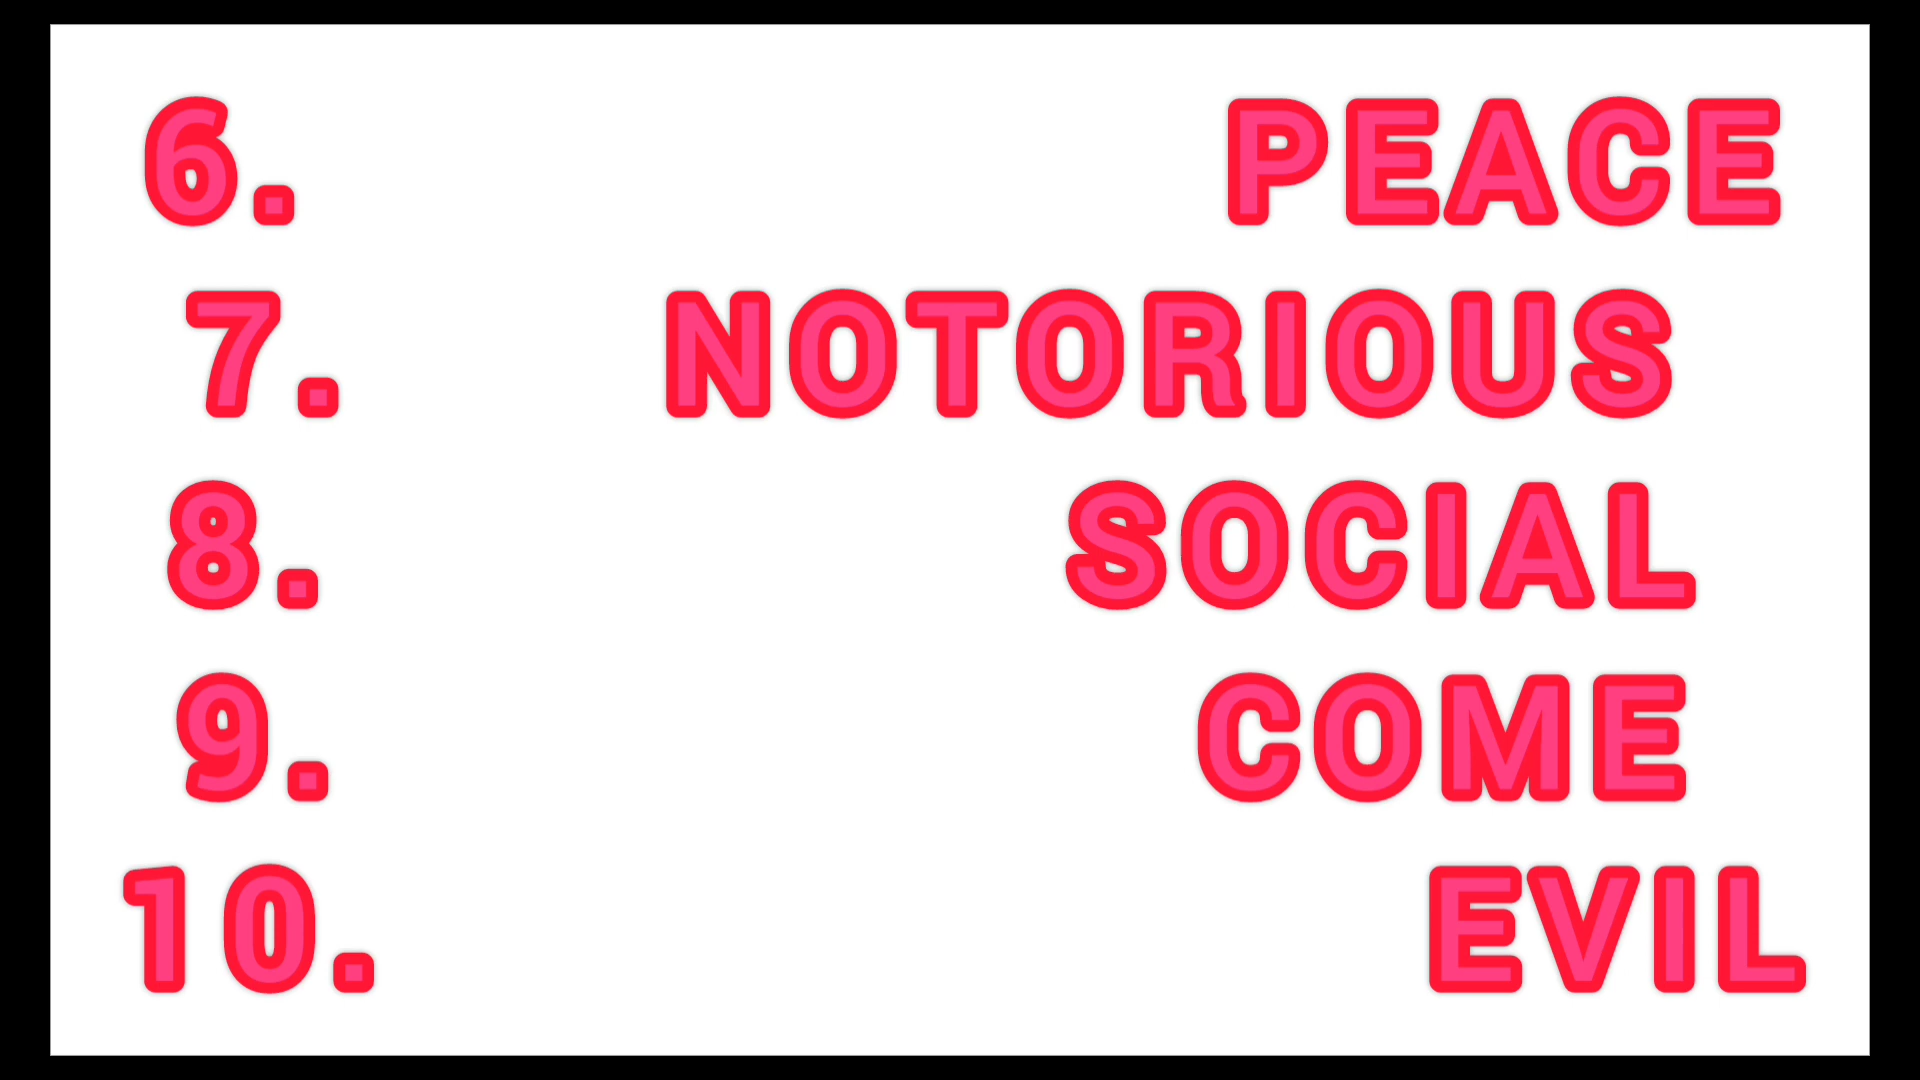 6. PEACE
7. NOTORIOUS
8. SOCIAL
9. COME
10. EVIL